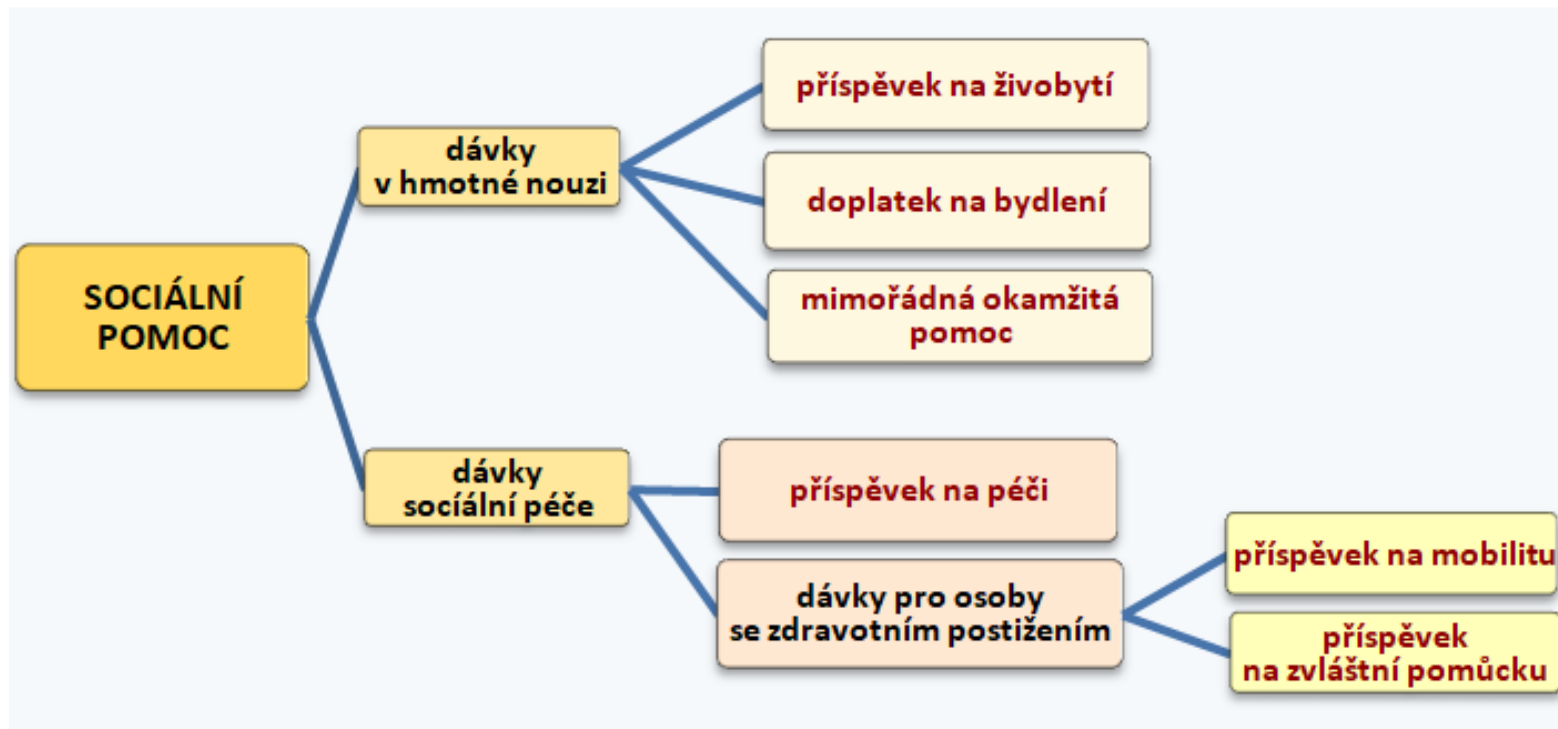 SOCIÁLNÍ
POMOC
dávky
v hmotné nouzi
příspěvek na živobytí
doplatek na bydlení
mimořádná okamžitá
pomoc
dávky
socíální péče
příspěvek na péči
dávky pro osoby
se zdravotním postižením
příspěvek na mobilitu
příspěvek
na zvláštní pomůcku